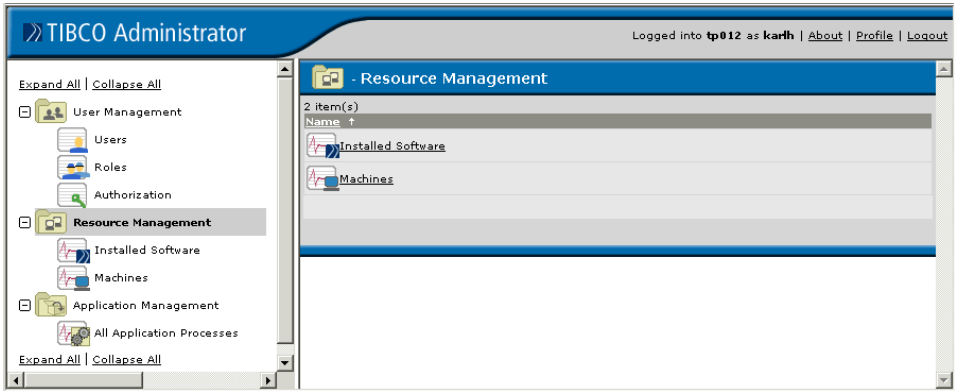 TIBCO Administrator
Logged into tp012 as karlh | About | Profile | Logout
Expand All | Collapse All
User Management
Users
Roles
Authorization
Resource Management
Installed Software
Machines
Application Management
All Application Processes
Expand All | Collapse All
- Resource Management
2 item(s)
Name ↑
Installed Software
Machines